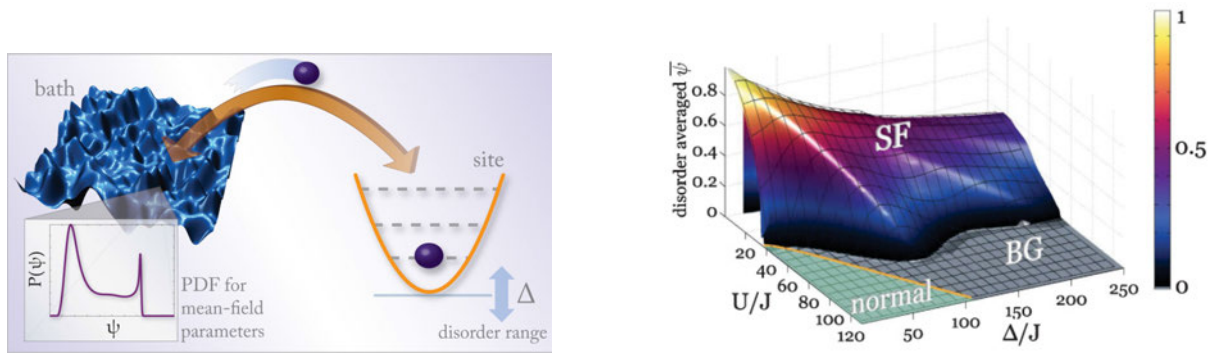 bath
site
P(ψ)
ψ
PDF for
mean-field
parameters
Δ
disorder range
disorder averaged ψ̅
0.8
0.6
0.4
0.2
0
SF
BG
normal
20
40
60
80
100
120
U/J
50
100
150
200
250
Δ/J
1
0.5
0